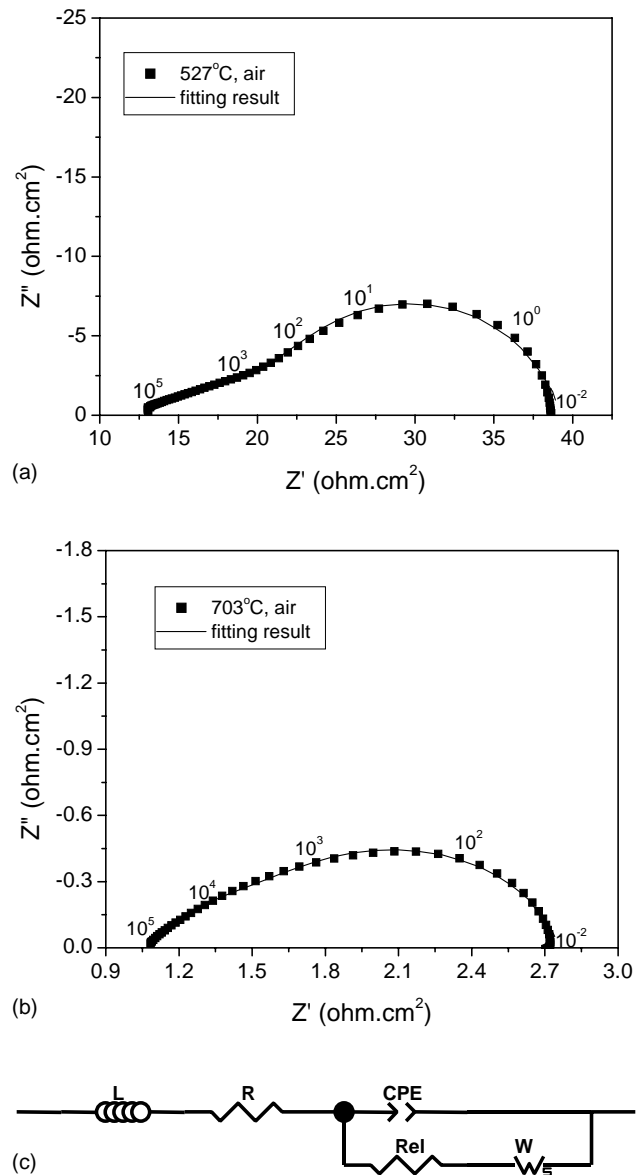 -25
-20
-15
-10
-5
0
10 15 20 25 30 35 40
Z'' (ohm.cm²)
527°C, air
fitting result
10⁵
10³
10²
10¹
10⁰
10⁻²
Z' (ohm.cm²)
(a)
-1.8
-1.5
-1.2
-0.9
-0.6
-0.3
0.0
0.9 1.2 1.5 1.8 2.1 2.4 2.7 3.0
Z'' (ohm.cm²)
703°C, air
fitting result
10⁵
10⁴
10³
10²
10⁻²
Z' (ohm.cm²)
(b)
L R CPE
Rel W
s
(c)